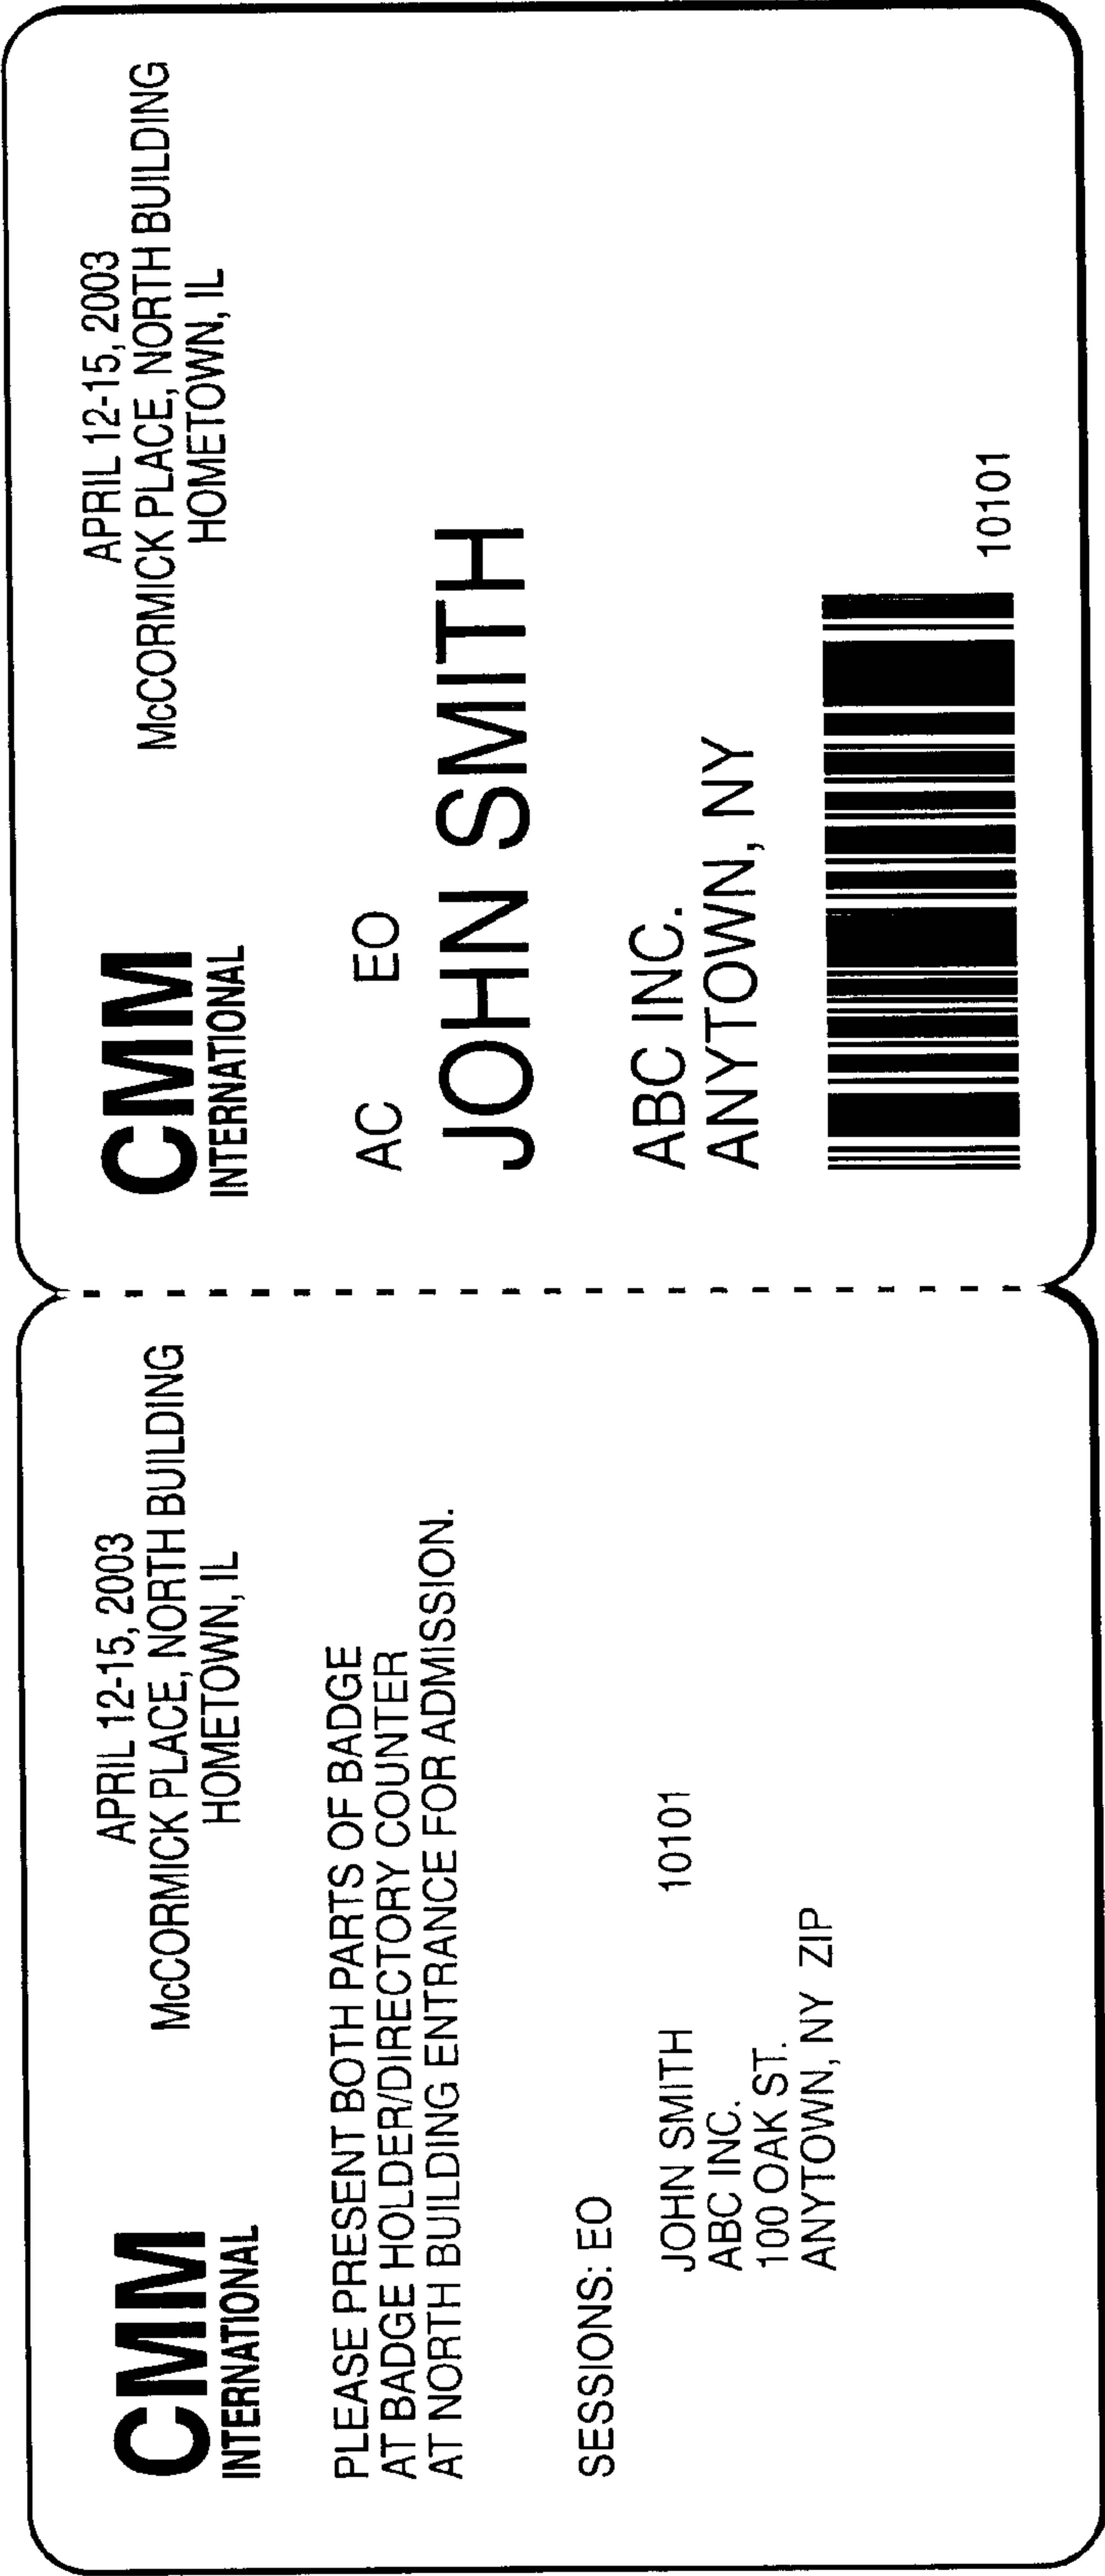 CMM
INTERNATIONAL
APRIL 12-15, 2003
McCORMICK PLACE, NORTH BUILDING
HOMETOWN, IL
PLEASE PRESENT BOTH PARTS OF BADGE
AT BADGE HOLDER/DIRECTORY COUNTER
AT NORTH BUILDING ENTRANCE FOR ADMISSION.
SESSIONS: EO
JOHN SMITH 10101
ABC INC.
100 OAK ST.
ANYTOWN, NY ZIP
CMM
INTERNATIONAL
APRIL 12-15, 2003
McCORMICK PLACE, NORTH BUILDING
HOMETOWN, IL
AC EO
JOHN SMITH
ABC INC.
ANYTOWN, NY
10101